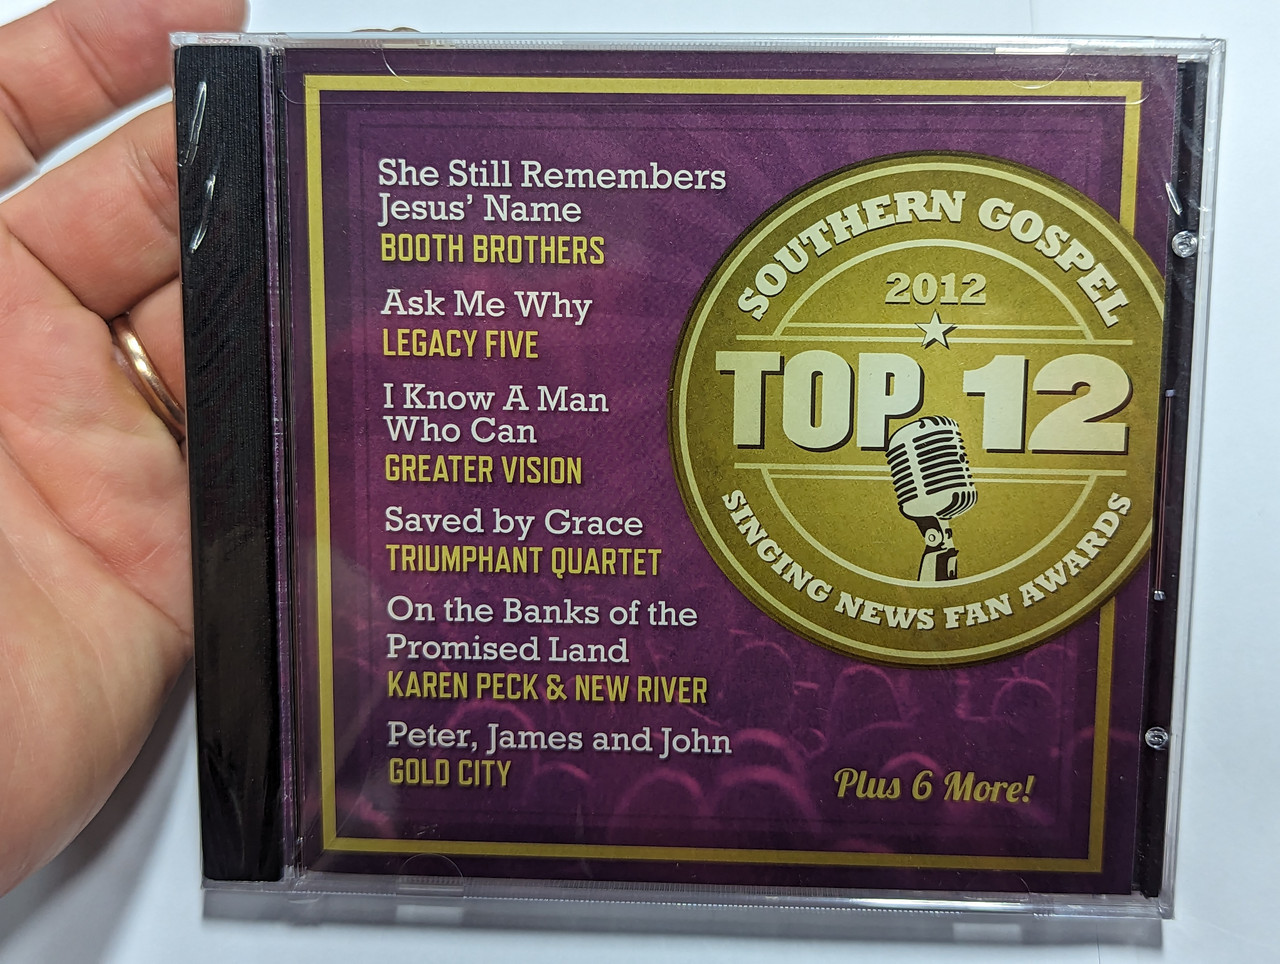 She Still Remembers
Jesus' Name
BOOTH BROTHERS
Ask Me Why
LEGACY FIVE
I Know A Man
Who Can
GREATER VISION
Saved by Grace
TRIUMPHANT QUARTET
On the Banks of the
Promised Land
KAREN PECK & NEW RIVER
Peter, James and John
GOLD CITY
SOUTHERN GOSPEL
2012
TOP 12
SINGING NEWS FAN AWARDS
Plus 6 More!